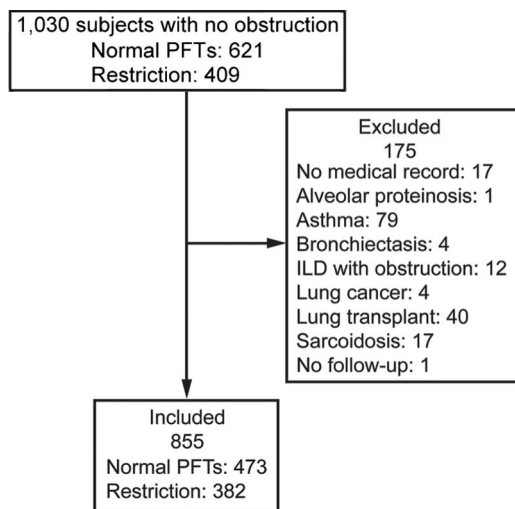 1,030 subjects with no obstruction
Normal PFTs: 621
Restriction: 409
Excluded
175
No medical record: 17
Alveolar proteinosis: 1
Asthma: 79
Bronchiectasis: 4
ILD with obstruction: 12
Lung cancer: 4
Lung transplant: 40
Sarcoidosis: 17
No follow-up: 1
Included
855
Normal PFTs: 473
Restriction: 382